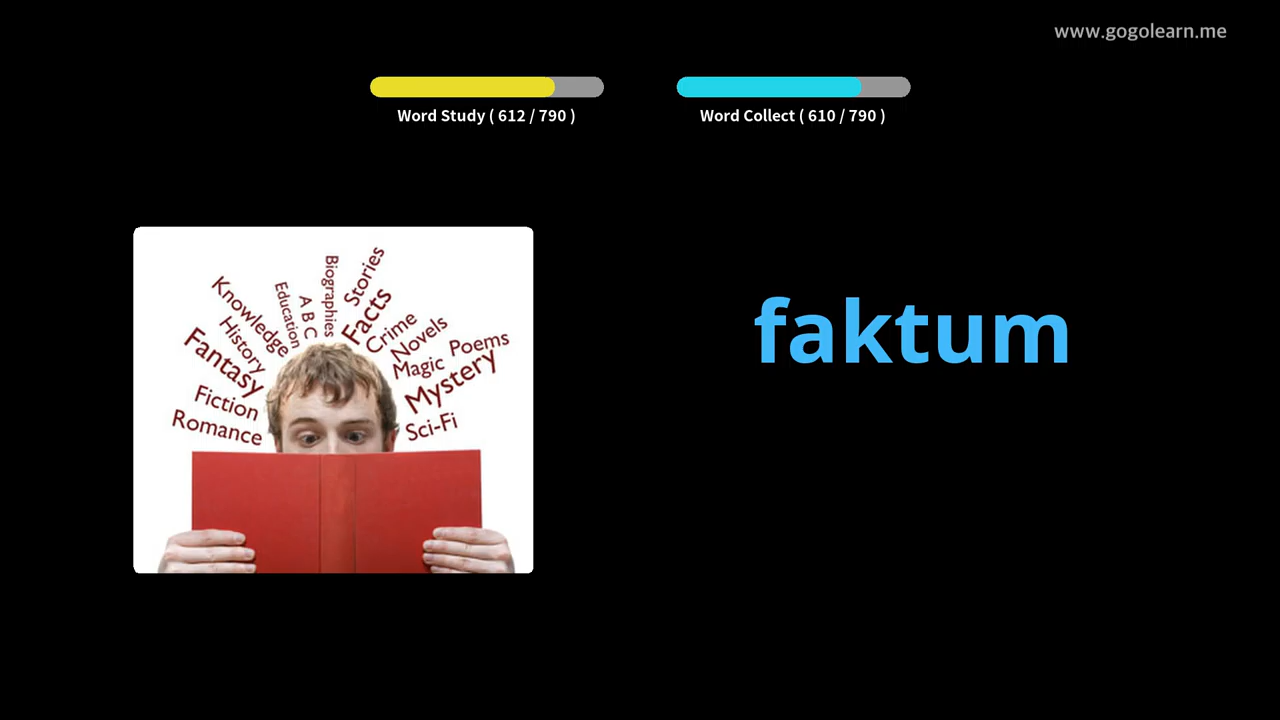 www.gogolearn.me
Word Study ( 612 / 790 )
Word Collect ( 610 / 790 )
Knowledge
Education
A B C
Biographies
Stories
Facts
History
Crime
Novels
Fantasy
Magic
Poems
Mystery
Fiction
Romance
Sci-Fi
faktum